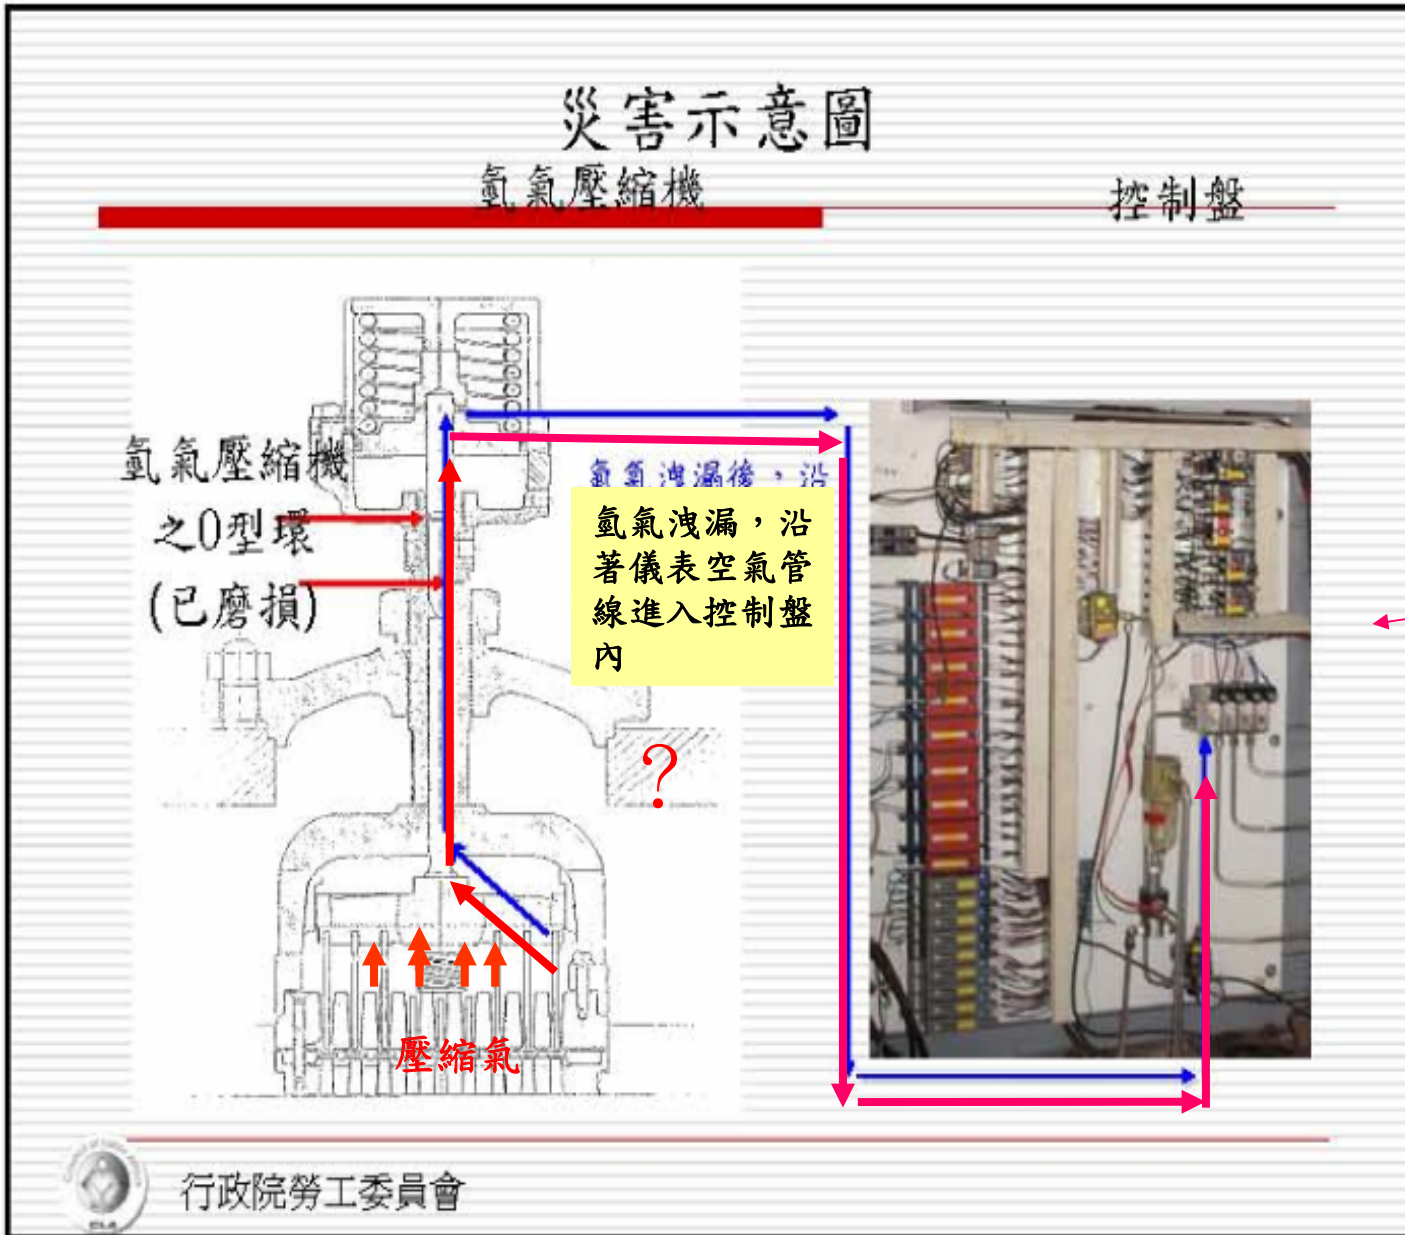 災害示意圖
氫氣壓縮機
控制盤
氫氣壓縮機
之O型環
(已磨損)
氫氣洩漏後，沿
氫氣洩漏，沿
著儀表空氣管
線進入控制盤
內
?
壓縮氣
行政院勞工委員會